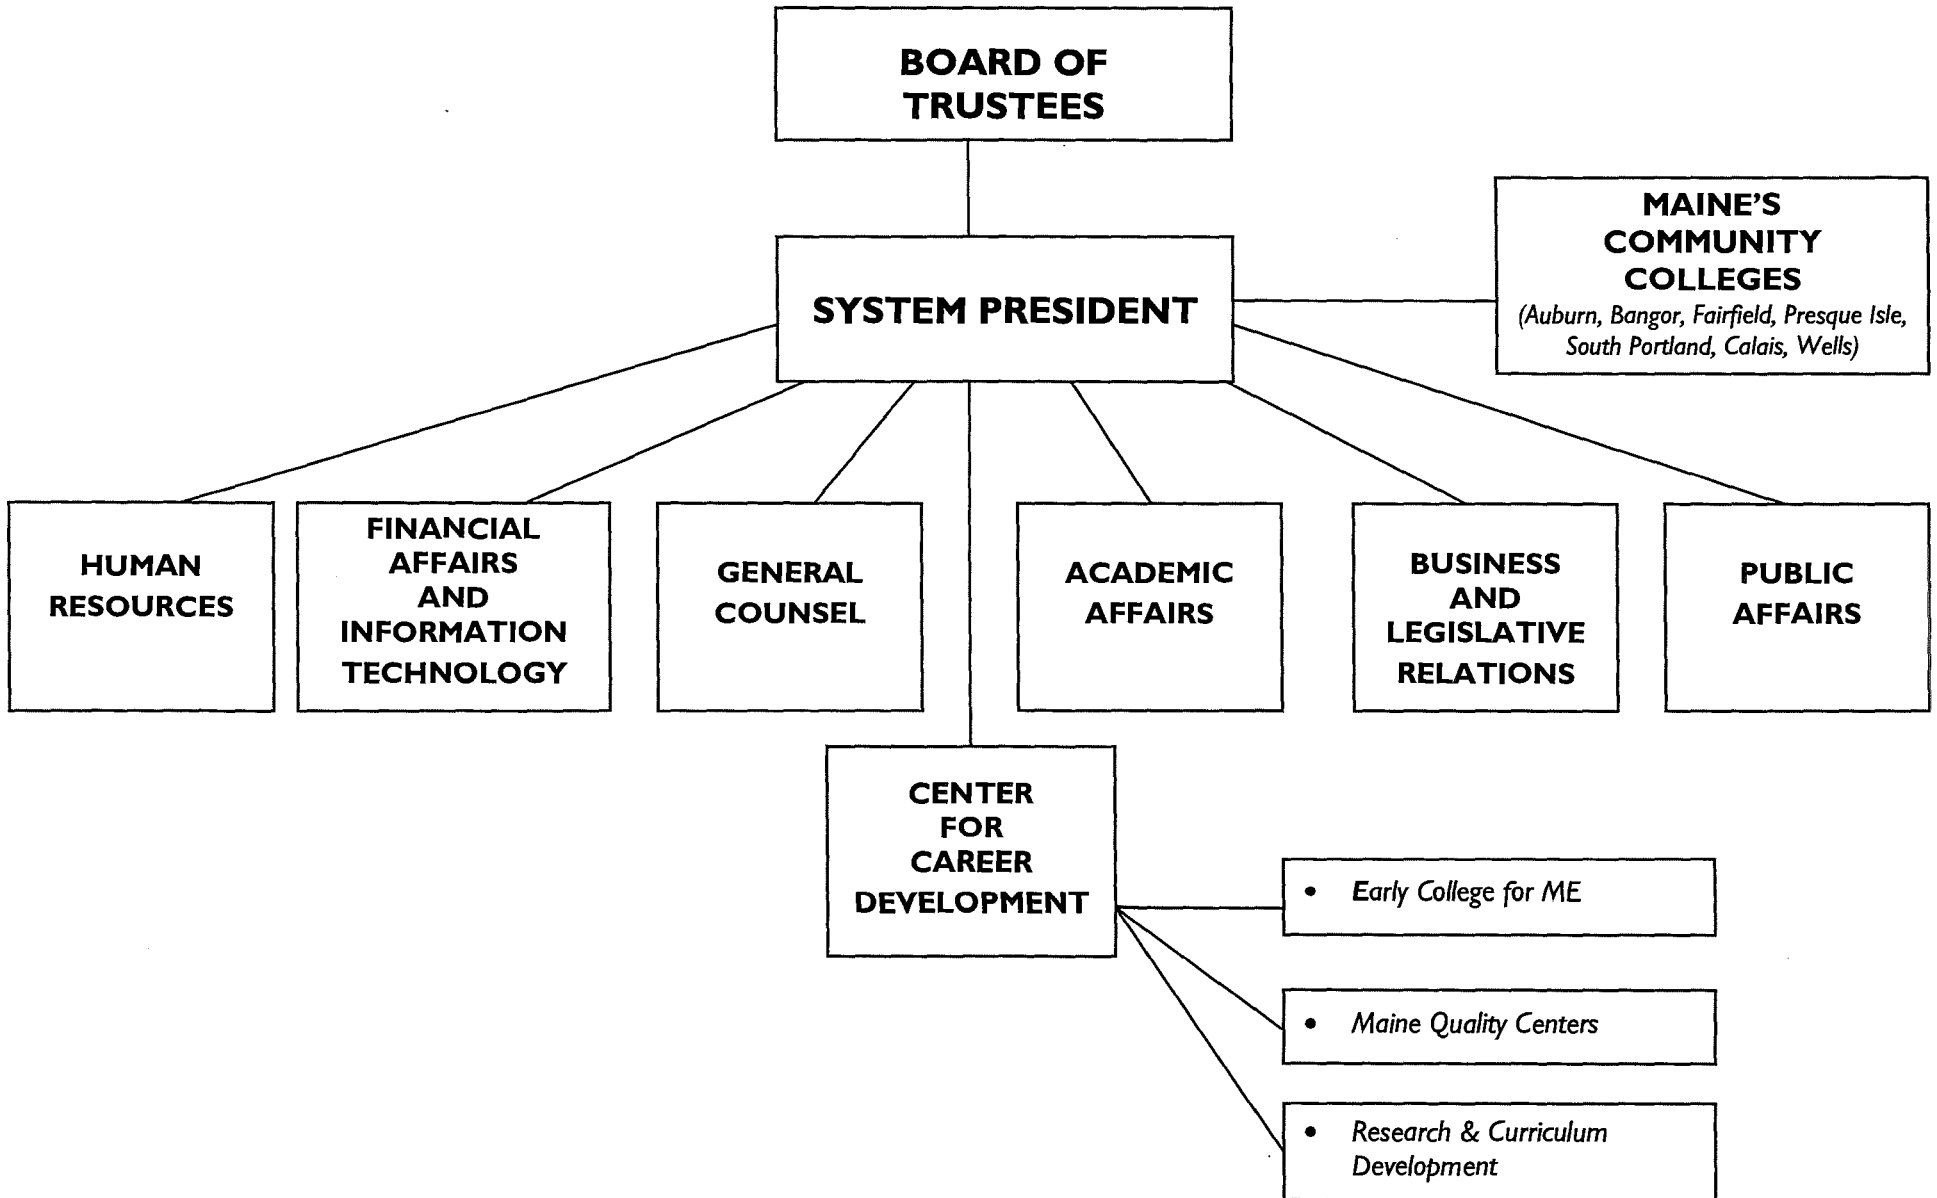 BOARD OF
TRUSTEES
MAINE'S
COMMUNITY
COLLEGES
(Auburn, Bangor, Fairfield, Presque Isle,
South Portland, Calais, Wells)
SYSTEM PRESIDENT
HUMAN
RESOURCES
FINANCIAL
AFFAIRS
AND
INFORMATION
TECHNOLOGY
GENERAL
COUNSEL
ACADEMIC
AFFAIRS
BUSINESS
AND
LEGISLATIVE
RELATIONS
PUBLIC
AFFAIRS
CENTER
FOR
CAREER
DEVELOPMENT
• Early College for ME
• Maine Quality Centers
• Research & Curriculum
Development